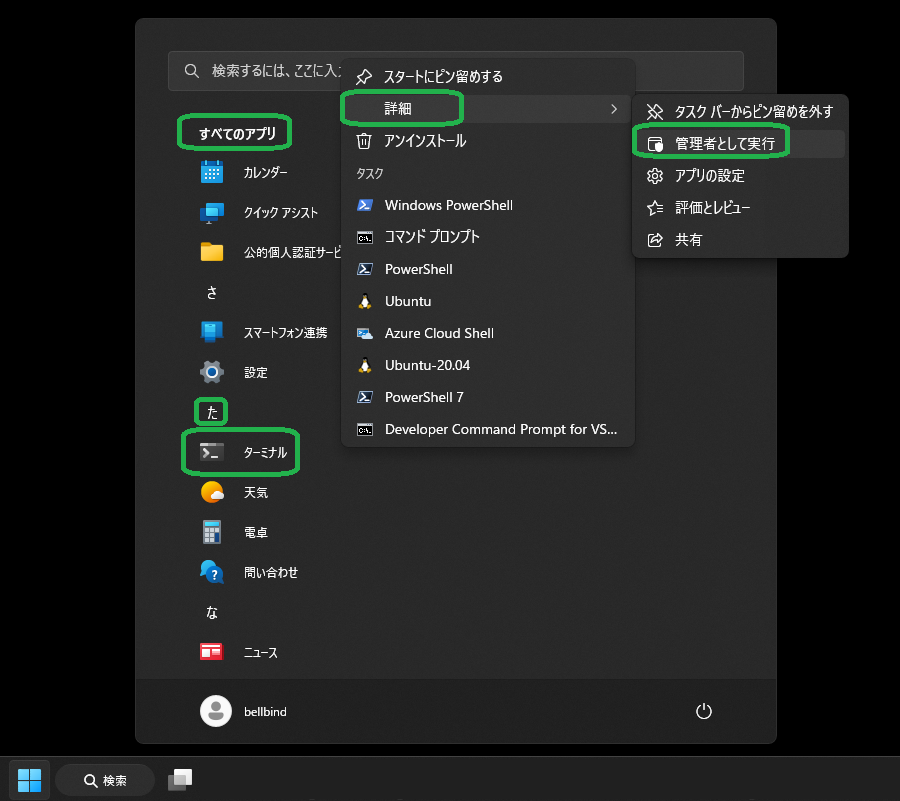 検索するには、ここに入
すべてのアプリ
カレンダー
クイック アシスト
公的個人認証サービ
さ
スマートフォン連携
設定
た
ターミナル
天気
電卓
問い合わせ
な
ニュース
bellbind
スタートにピン留めする
詳細
アンインストール
タスク
Windows PowerShell
コマンド プロンプト
PowerShell
Ubuntu
Azure Cloud Shell
Ubuntu-20.04
PowerShell 7
Developer Command Prompt for VS...
タスク バーからピン留めを外す
管理者として実行
アプリの設定
評価とレビュー
共有
検索